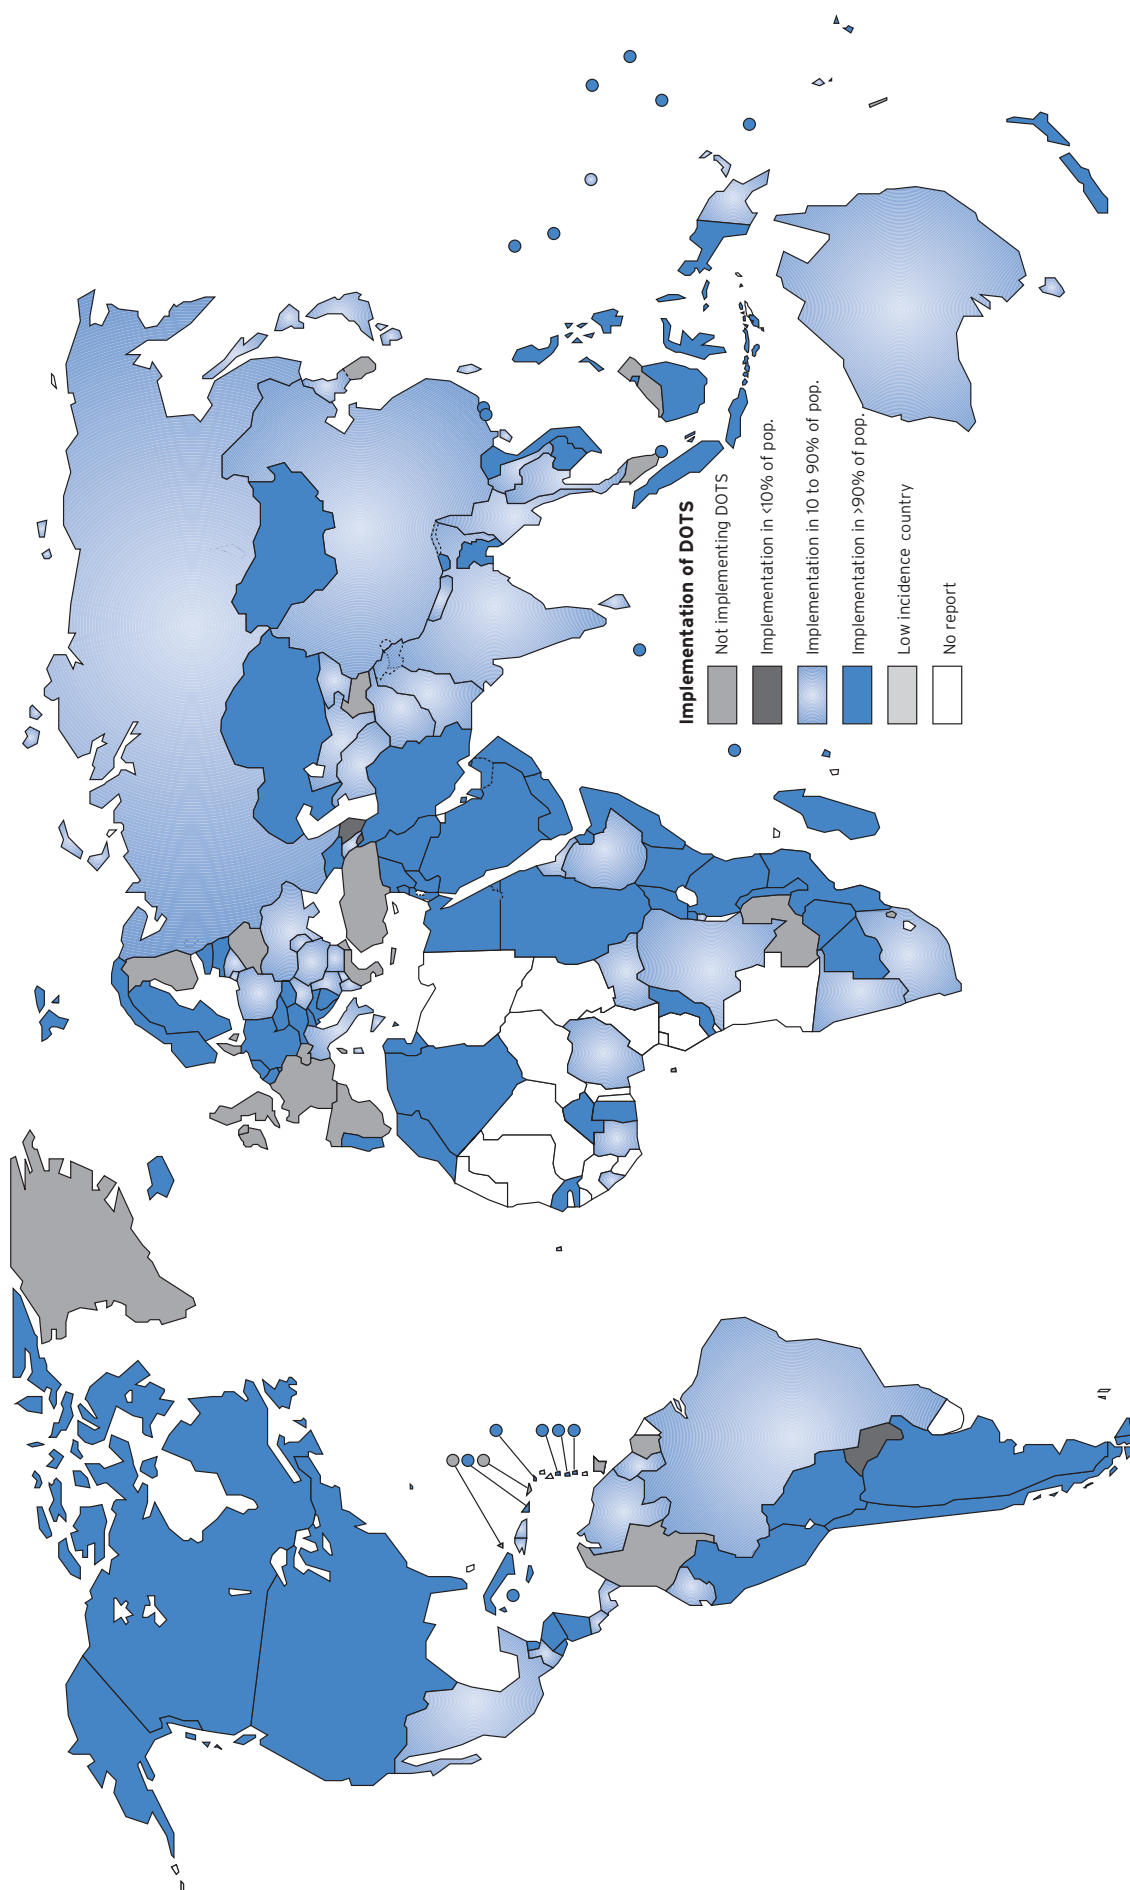 Implementation of DOTS
Not implementing DOTS
Implementation in <10% of pop.
Implementation in 10 to 90% of pop.
Implementation in >90% of pop.
Low incidence country
No report